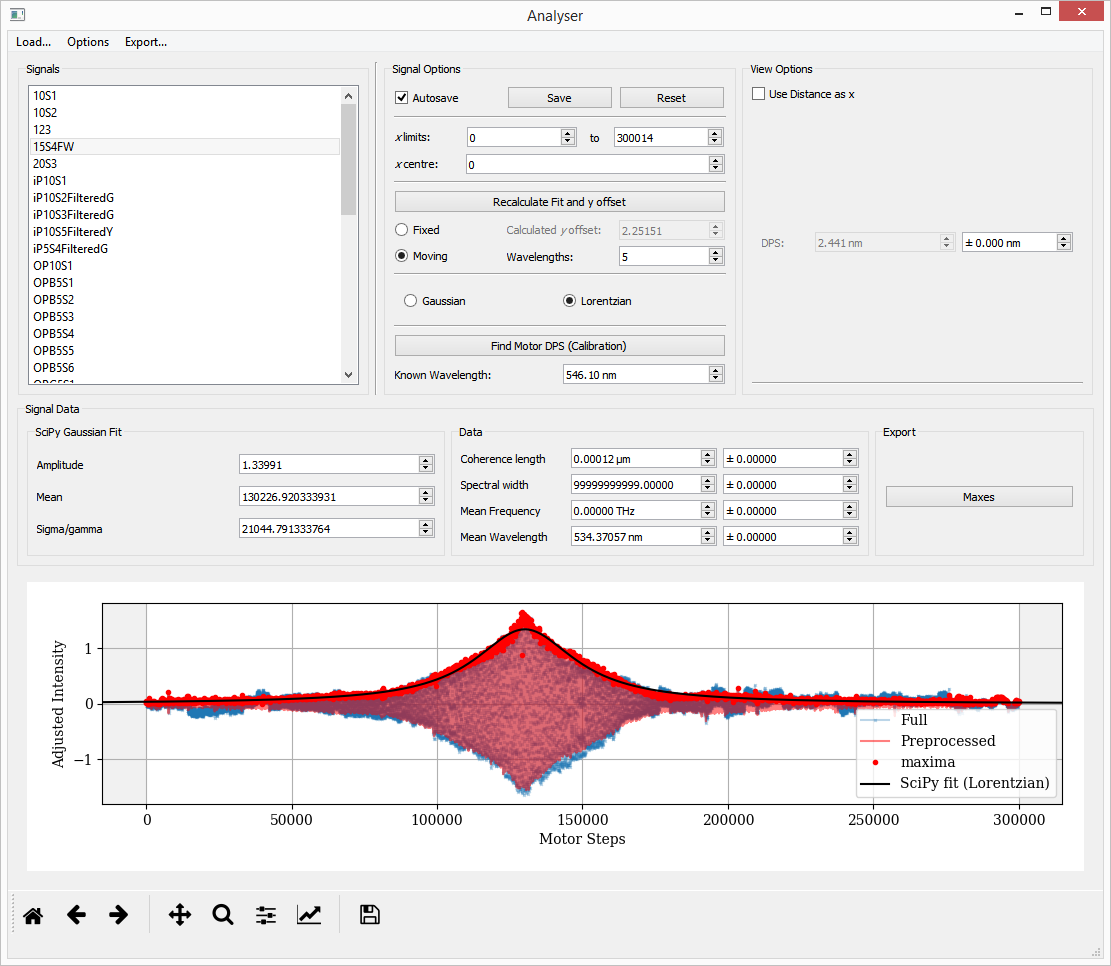 Analyser
Load... Options Export...
Signals
10S1
10S2
123
15S4FW
20S3
iP10S1
iP10S2FilteredG
iP10S3FilteredG
iP10S5FilteredY
iP5S4FilteredG
OP10S1
OPB5S1
OPB5S2
OPB5S3
OPB5S4
OPB5S5
OPB5S6
Signal Options
Autosave Save Reset
x limits: 0 to 300014
x centre: 0
Recalculate Fit and y offset
Fixed Calculated y offset: 2.25151
Moving Wavelengths: 5
Gaussian Lorentzian
Find Motor DPS (Calibration)
Known Wavelength: 546.10 nm
View Options
Use Distance as x
DPS: 2.441 nm ± 0.000 nm
Signal Data
SciPy Gaussian Fit
Amplitude 1.33991
Mean 130226.920333931
Sigma/gamma 21044.791333764
Data
Coherence length 0.00012 µm ± 0.00000
Spectral width 99999999999.00000 ± 0.00000
Mean Frequency 0.00000 THz ± 0.00000
Mean Wavelength 534.37057 nm ± 0.00000
Export
Maxes
Adjusted Intensity
1
0
−1
Full
Preprocessed
maxima
SciPy fit (Lorentzian)
0 50000 100000 150000 200000 250000 300000
Motor Steps